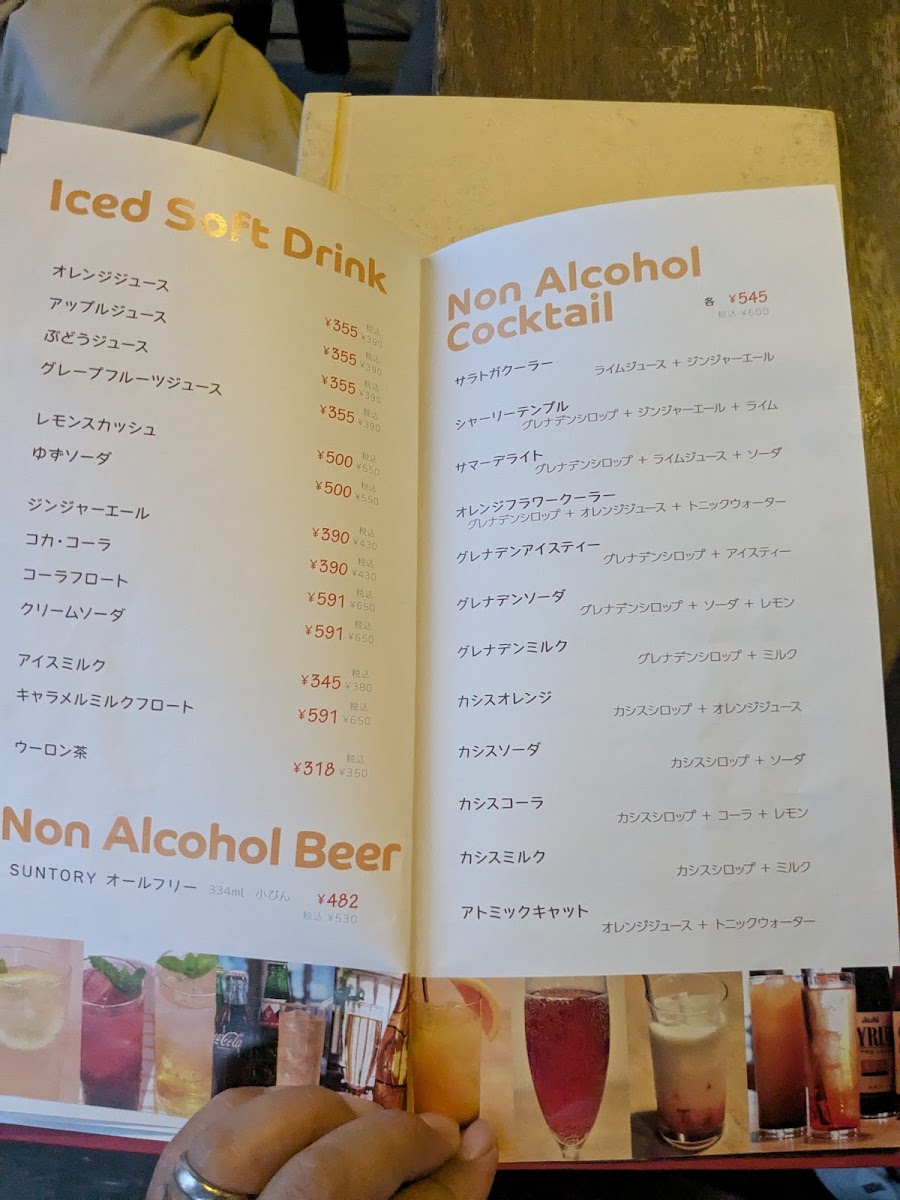 Iced Soft Drink
オレンジジュース ¥355 税込 ¥390
アップルジュース ¥355 税込 ¥390
ぶどうジュース ¥355 税込 ¥390
グレープフルーツジュース ¥355 税込 ¥390
レモンスカッシュ ¥500 税込 ¥550
ゆずソーダ ¥500 税込 ¥550
ジンジャーエール ¥390 税込 ¥430
コカ・コーラ ¥390 税込 ¥430
コーラフロート ¥591 税込 ¥650
クリームソーダ ¥591 税込 ¥650
アイスミルク ¥345 税込 ¥380
キャラメルミルクフロート ¥591 税込 ¥650
ウーロン茶 ¥318 税込 ¥350
Non Alcohol Beer
SUNTORY オールフリー 334ml 小びん ¥482
税込 ¥530
Non Alcohol
Cocktail
各 ¥545
税込 ¥600
サラトガクーラー
ライムジュース + ジンジャーエール
シャーリーテンプル
グレナデンシロップ + ジンジャーエール + ライム
サマーデライト
グレナデンシロップ + ライムジュース + ソーダ
オレンジフラワークーラー
グレナデンシロップ + オレンジジュース + トニックウォーター
グレナデンアイスティー
グレナデンシロップ + アイスティー
グレナデンソーダ
グレナデンシロップ + ソーダ + レモン
グレナデンミルク
グレナデンシロップ + ミルク
カシスオレンジ
カシスシロップ + オレンジジュース
カシスソーダ
カシスシロップ + ソーダ
カシスコーラ
カシスシロップ + コーラ + レモン
カシスミルク
カシスシロップ + ミルク
アトミックキャット
オレンジジュース + トニックウォーター